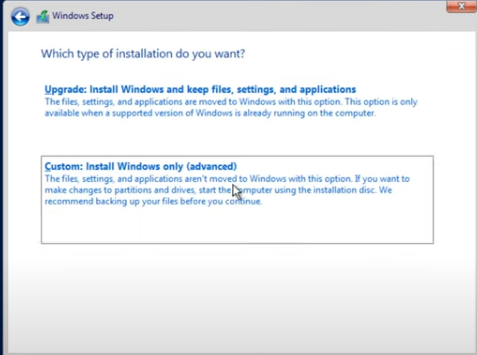 Windows Setup
Which type of installation do you want?
Upgrade: Install Windows and keep files, settings, and applications
The files, settings, and applications are moved to Windows with this option. This option is only
available when a supported version of Windows is already running on the computer.
Custom: Install Windows only (advanced)
The files, settings, and applications aren't moved to Windows with this option. If you want to
make changes to partitions and drives, start the computer using the installation disc. We
recommend backing up your files before you continue.